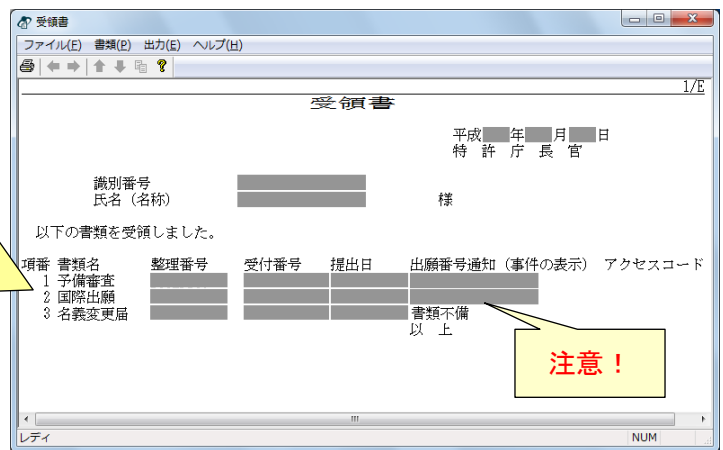 受領書
ファイル(F) 書類(P) 出力(E) ヘルプ(H)
1/E
受領書
平成 年 月 日
特 許 庁 長 官
識別番号
氏名（名称） 様
以下の書類を受領しました。
項番 書類名 整理番号 受付番号 提出日 出願番号通知（事件の表示） アクセスコード
1 予備審査
2 国際出願
3 名義変更届 書類不備
以 上
注意！
レディ NUM